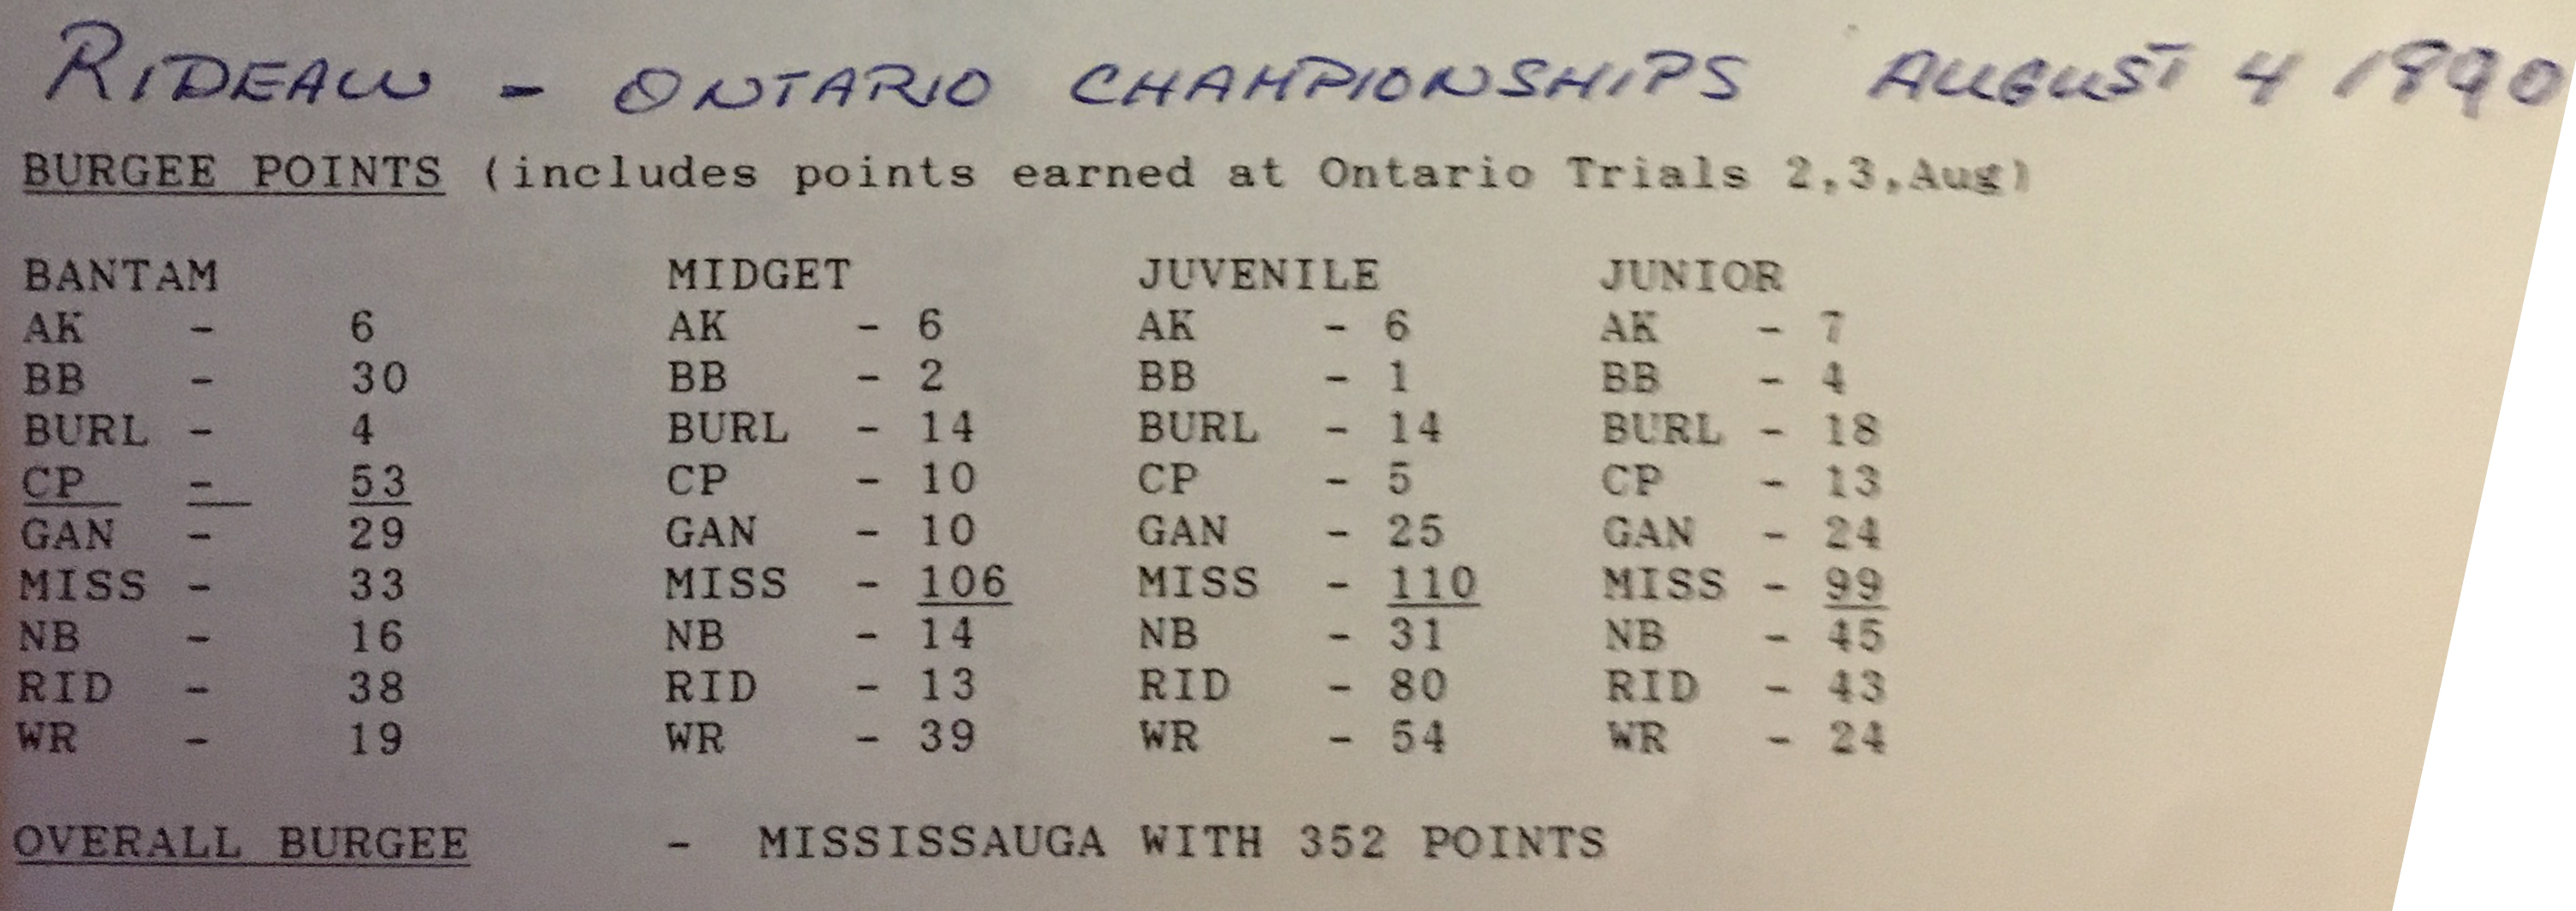 RIDEAU - ONTARIO CHAMPIONSHIPS AUGUST 4 1990
BURGEE POINTS (includes points earned at Ontario Trials 2,3,Aug)
BANTAM MIDGET JUVENILE JUNIOR
AK - 6 AK - 6 AK - 6 AK - 7
BB - 30 BB - 2 BB - 1 BB - 4
BURL - 4 BURL - 14 BURL - 14 BURL - 18
CP - 53 CP - 10 CP - 5 CP - 13
GAN - 29 GAN - 10 GAN - 25 GAN - 24
MISS - 33 MISS - 106 MISS - 110 MISS - 99
NB - 16 NB - 14 NB - 31 NB - 45
RID - 38 RID - 13 RID - 80 RID - 43
WR - 19 WR - 39 WR - 54 WR - 24
OVERALL BURGEE - MISSISSAUGA WITH 352 POINTS